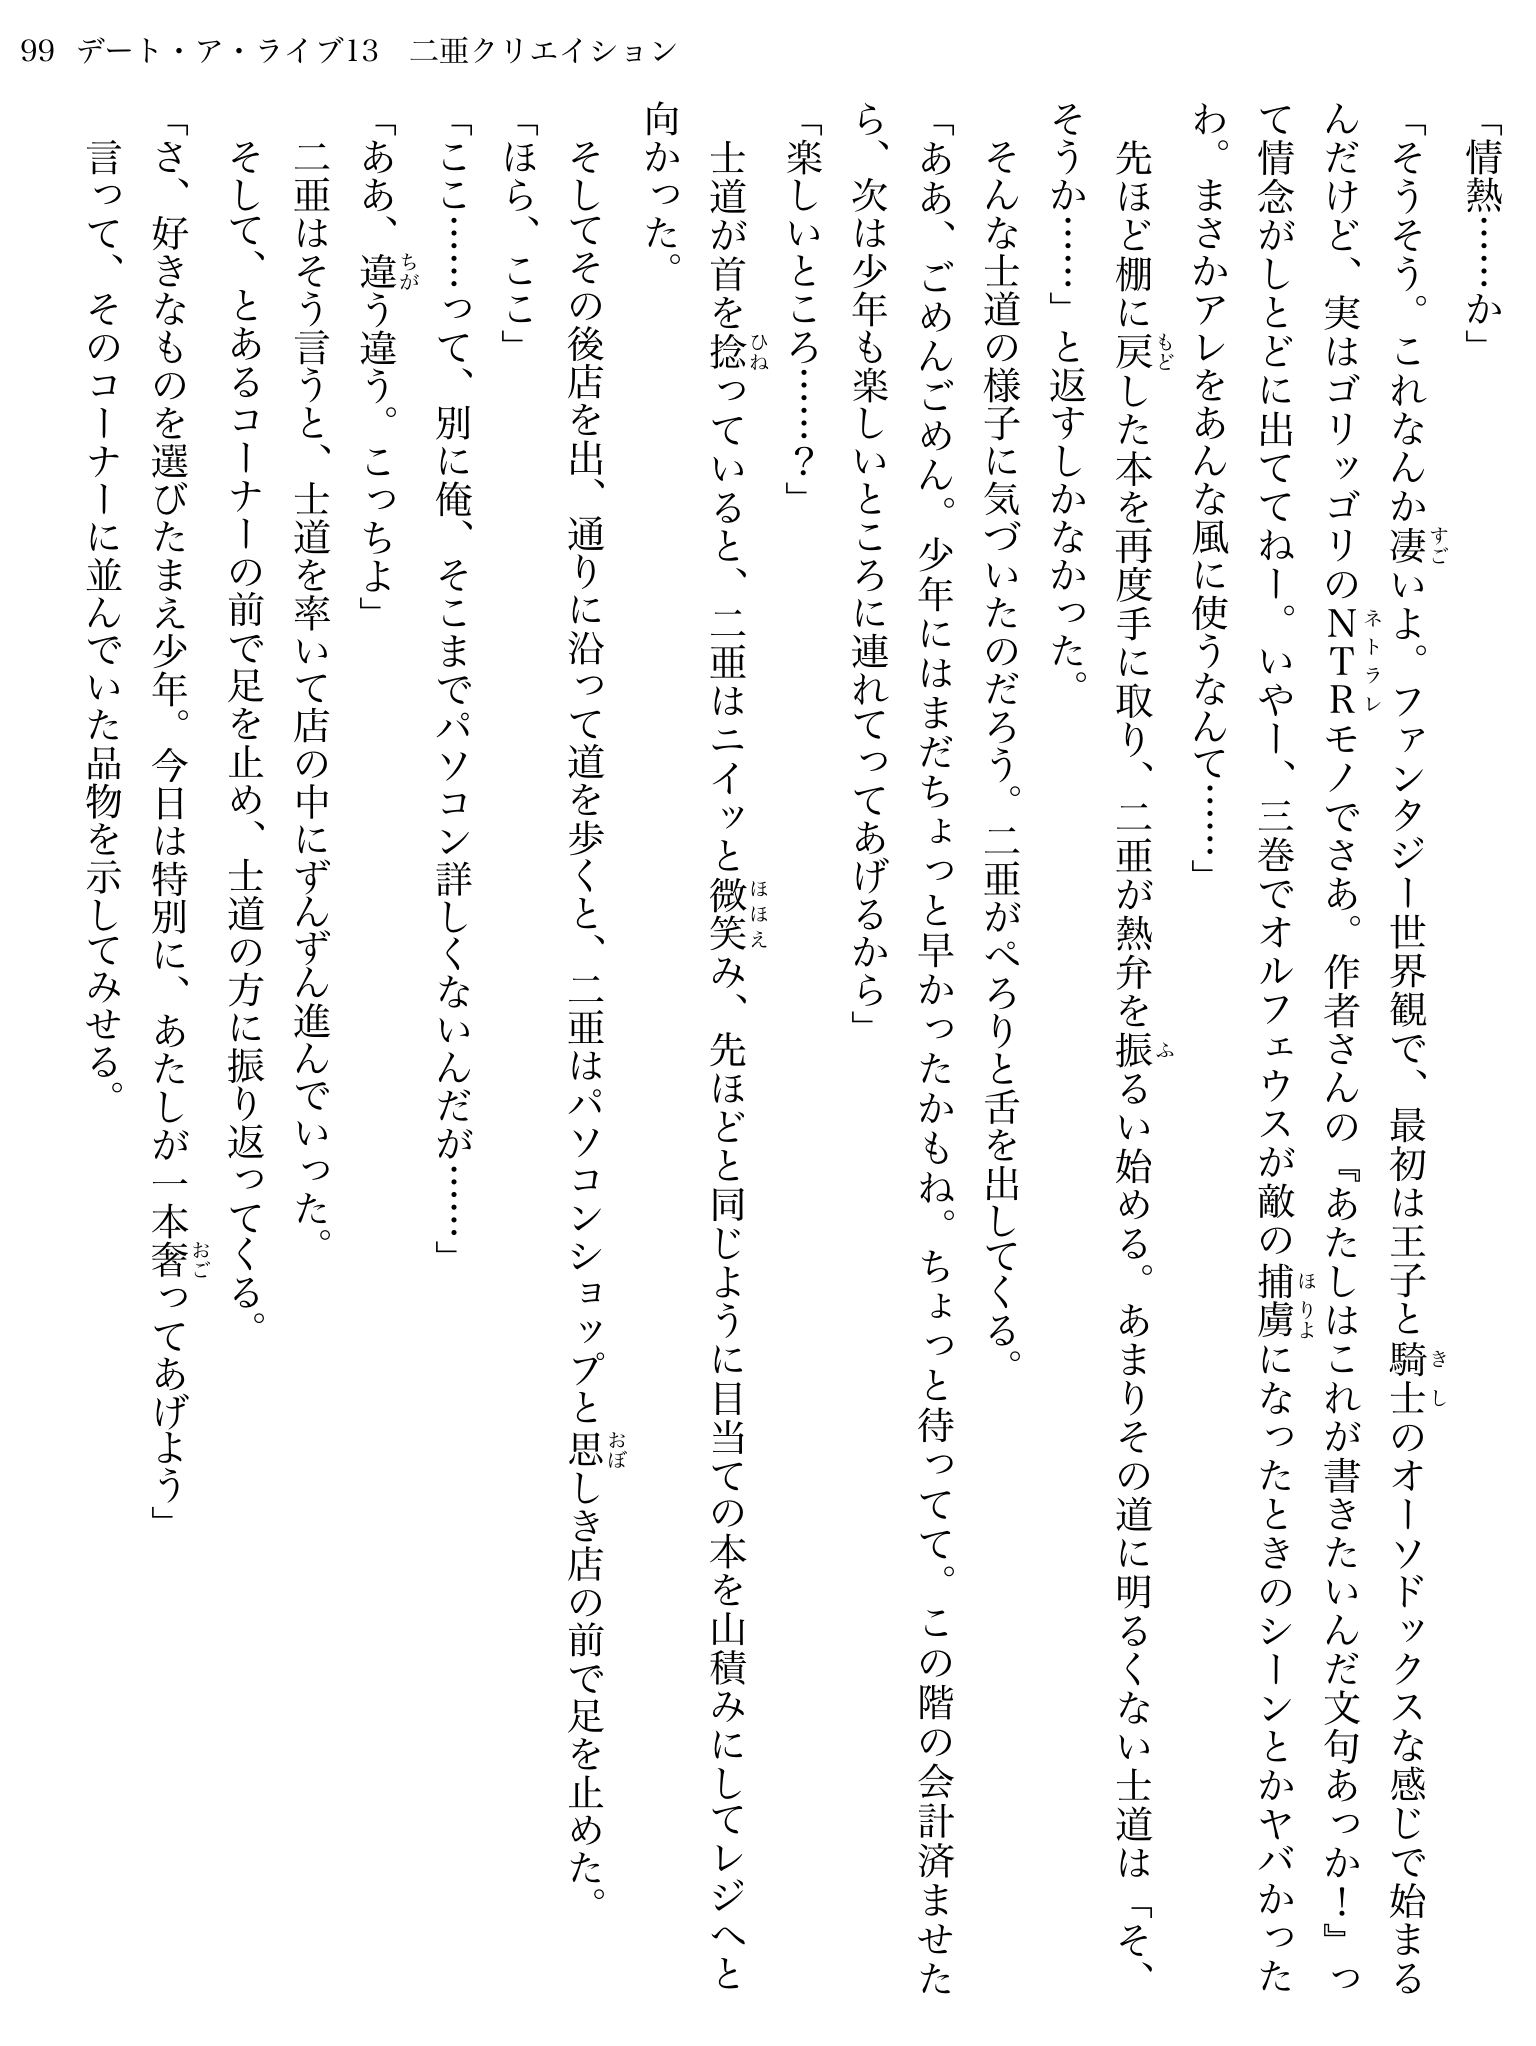 99 デート・ア・ライブ13　二亜クリエイション
「情熱……か」
「そうそう。これなんか凄いよ。ファンタジー世界観で、最初は王子と騎士のオーソドックスな感じで始まる
んだけど、実はゴリッゴリのＮＴＲモノでさあ。作者さんの『あたしはこれが書きたいんだ文句あっか！』っ
て情念がしとどに出ててねー。いやー、三巻でオルフェウスが敵の捕虜になったときのシーンとかヤバかった
わ。まさかアレをあんな風に使うなんて……」
　先ほど棚に戻した本を再度手に取り、二亜が熱弁を振るい始める。あまりその道に明るくない士道は「そ、
そうか……」と返すしかなかった。
　そんな士道の様子に気づいたのだろう。二亜がぺろりと舌を出してくる。
「ああ、ごめんごめん。少年にはまだちょっと早かったかもね。ちょっと待ってて。この階の会計済ませた
ら、次は少年も楽しいところに連れてってあげるから」
「楽しいところ……？」
　士道が首を捻っていると、二亜はニイッと微笑み、先ほどと同じように目当ての本を山積みにしてレジへと
向かった。
　そしてその後店を出、通りに沿って道を歩くと、二亜はパソコンショップと思しき店の前で足を止めた。
「ほら、ここ」
「ここ……って、別に俺、そこまでパソコン詳しくないんだが……」
「ああ、違う違う。こっちよ」
　二亜はそう言うと、士道を率いて店の中にずんずん進んでいった。
　そして、とあるコーナーの前で足を止め、士道の方に振り返ってくる。
「さ、好きなものを選びたまえ少年。今日は特別に、あたしが一本奢ってあげよう」
　言って、そのコーナーに並んでいた品物を示してみせる。